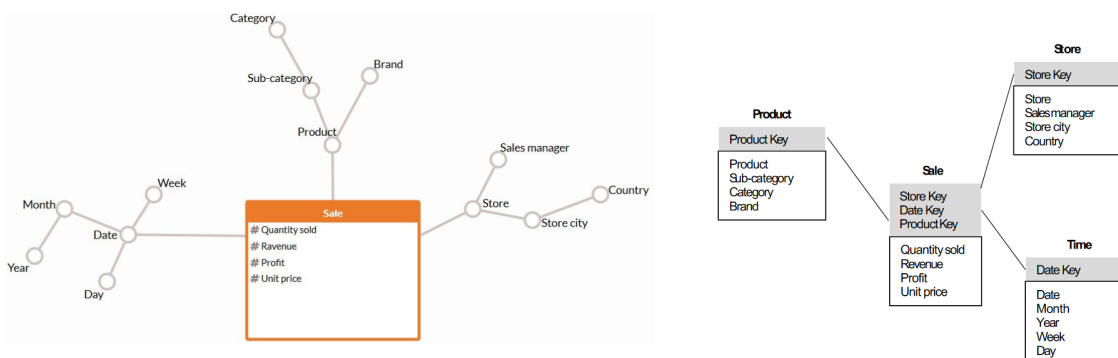 Category
Sub-category
Brand
Product
Sales manager
Country
Store
Store city
Week
Month
Date
Year
Day
Sale
# Quantity sold
# Ravenue
# Profit
# Unit price
Product
Product Key
Product
Sub-category
Category
Brand
Sale
Store Key
Date Key
Product Key
Quantity sold
Revenue
Profit
Unit price
Store
Store Key
Store
Sales manager
Store city
Country
Time
Date Key
Date
Month
Year
Week
Day